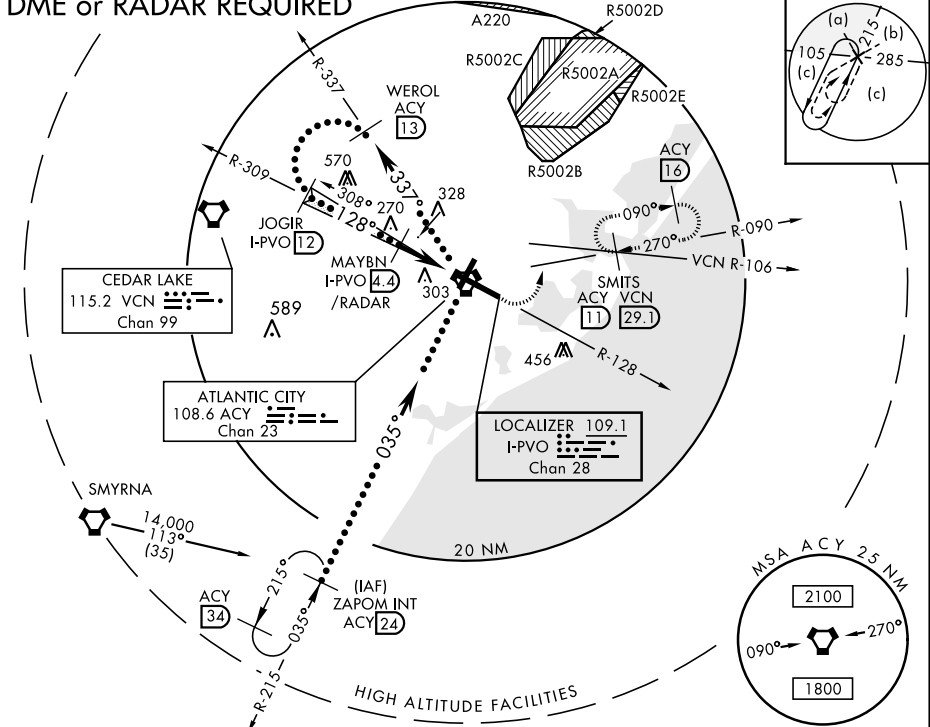 DME or RADAR REQUIRED
A220
R5002D
R5002C
R5002A
R5002E
R5002B
(a)
215
(b)
105
285
(c)
(c)
R-337
WEROL
ACY
13
R-309
570
308°
128°
270
337°
328
JOGIR
I-PVO 12
MAYBN
I-PVO 4.4
/RADAR
303
ACY
16
090°
270°
R-090
VCN R-106
SMITS
ACY VCN
11 29.1
456
R-128
CEDAR LAKE
115.2 VCN
Chan 99
589
ATLANTIC CITY
108.6 ACY
Chan 23
LOCALIZER 109.1
I-PVO
Chan 28
035°
SMYRNA
14,000
113°
(35)
20 NM
215°
(IAF)
ZAPOM INT
ACY 24
ACY
34
035°
R-215
HIGH ALTITUDE FACILITIES
MSA ACY 25 NM
2100
090°
270°
1800